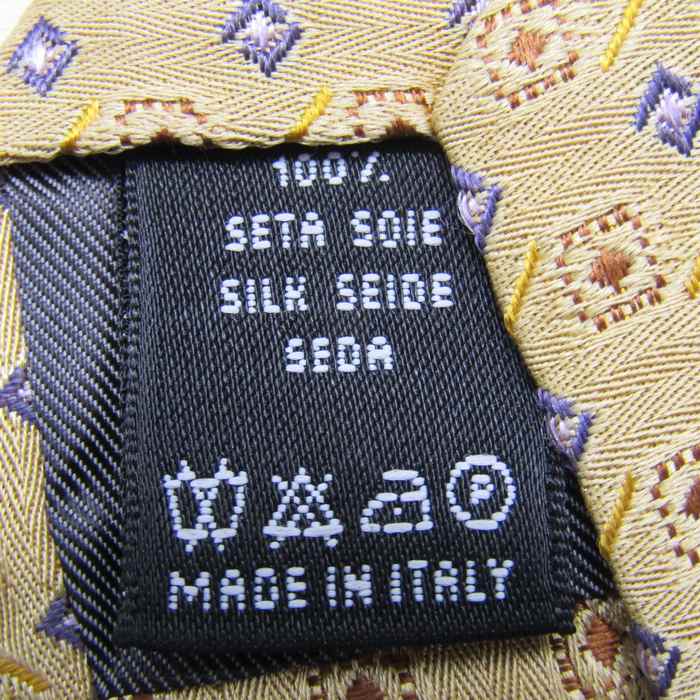 100%
SETA SOIE
SILK SEIDE
SEDA
P
MADE IN ITALY